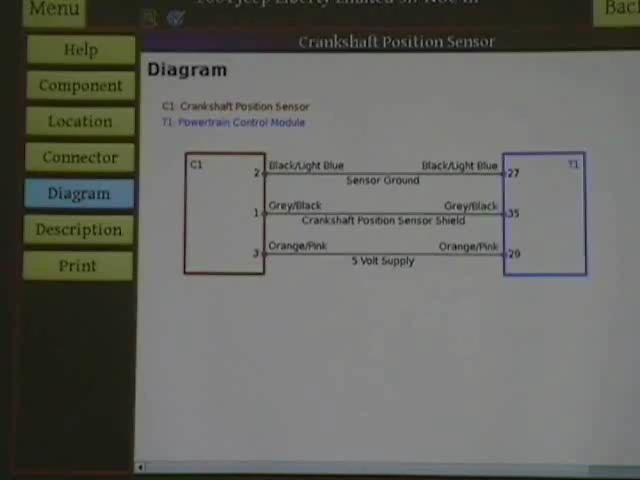 Menu
Back
Crankshaft Position Sensor
Help
Component
Location
Connector
Diagram
Description
Print
Diagram
C1: Crankshaft Position Sensor
T1: Powertrain Control Module
C1
T1
2 Black/Light Blue Black/Light Blue 27
Sensor Ground
1 Grey/Black Grey/Black 35
Crankshaft Position Sensor Shield
3 Orange/Pink Orange/Pink 29
5 Volt Supply